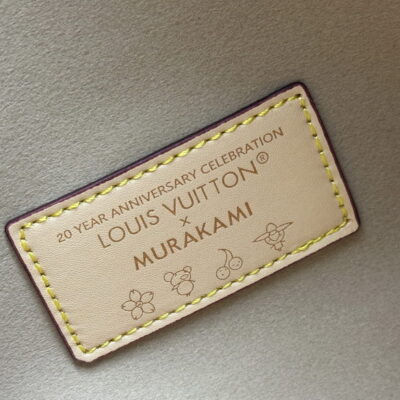 20 YEAR ANNIVERSARY CELEBRATION
LOUIS VUITTON®
×
MURAKAMI